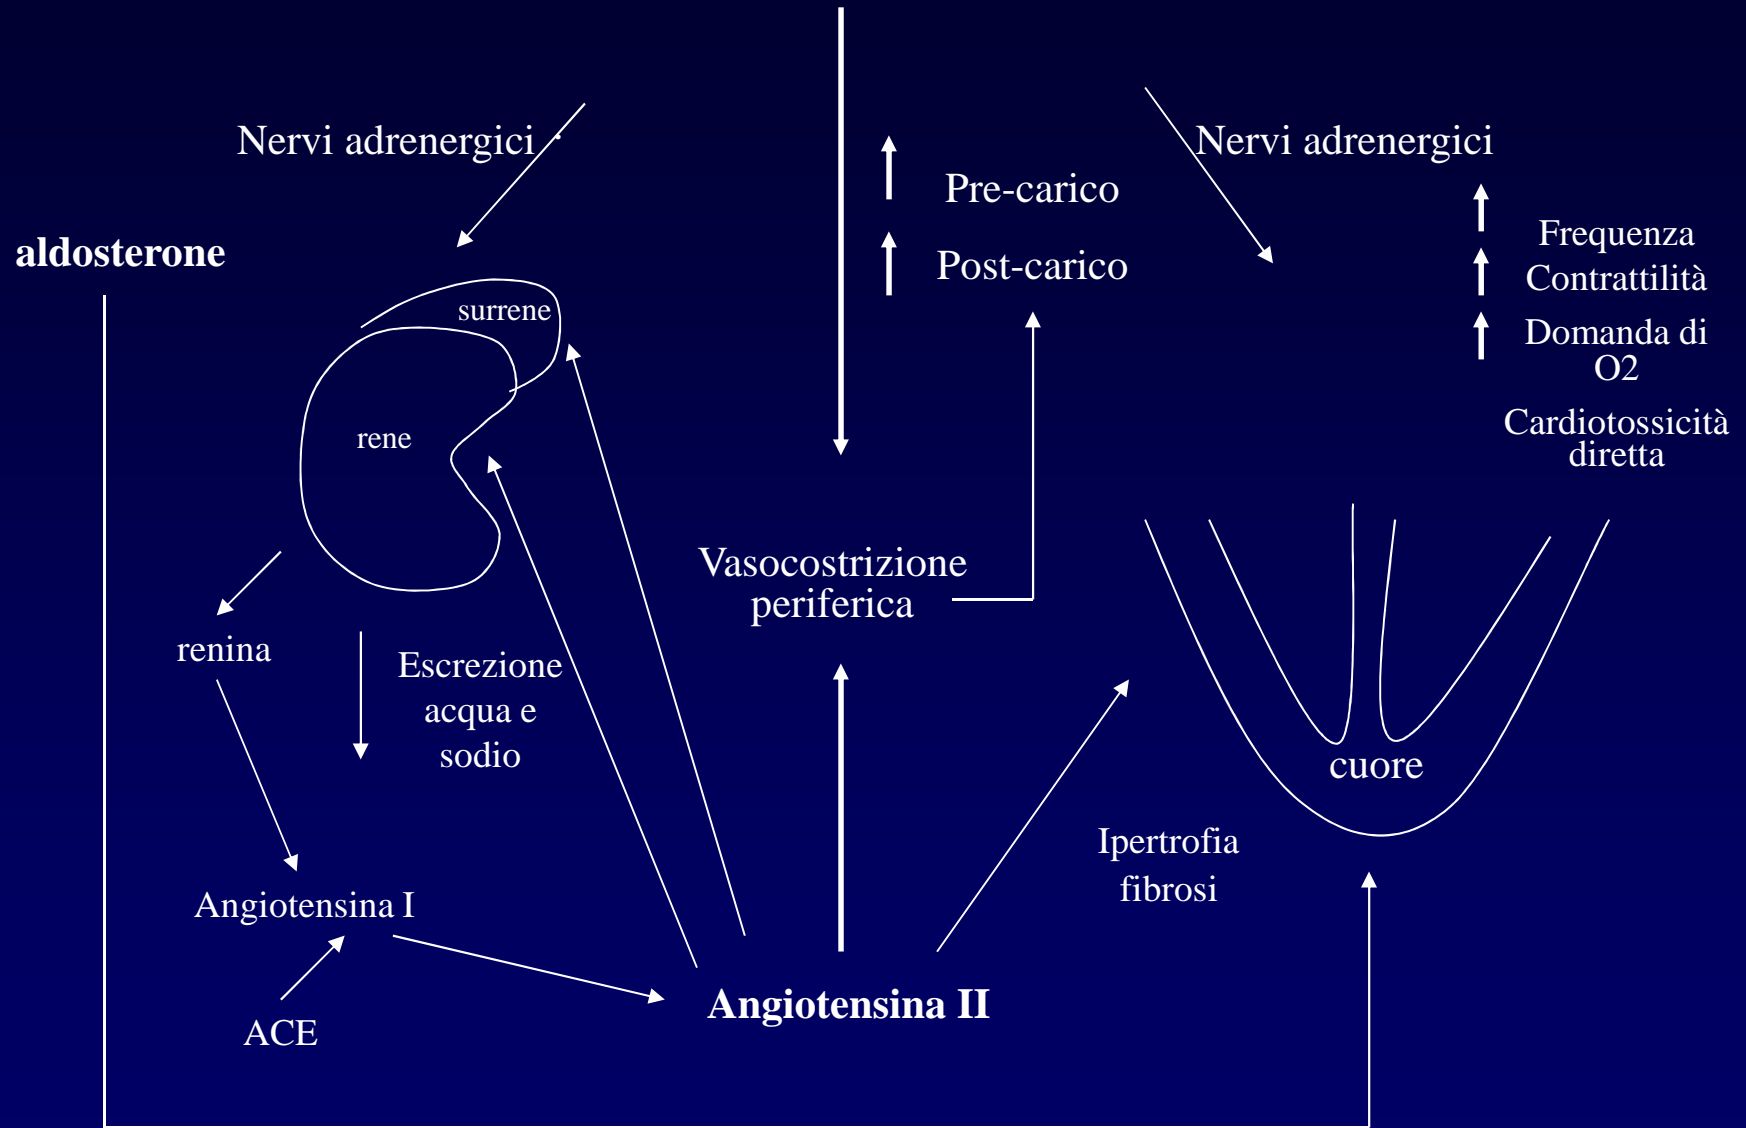 Nervi adrenergici
Nervi adrenergici
Pre-carico
Post-carico
Frequenza
Contrattilità
Domanda di
O2
Cardiotossicità
diretta
aldosterone
surrene
rene
Vasocostrizione
periferica
renina
Escrezione
acqua e
sodio
cuore
Ipertrofia
fibrosi
Angiotensina I
Angiotensina II
ACE